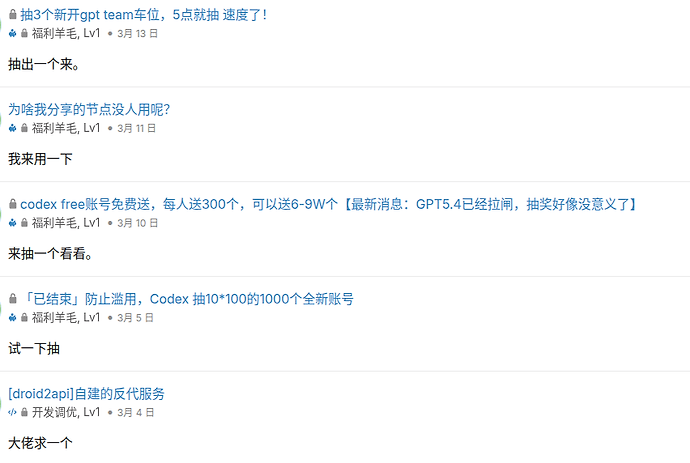 抽3个新开gpt team车位，5点就抽 速度了！
福利羊毛, Lv1 • 3月 13 日
抽出一个来。
为啥我分享的节点没人用呢？
福利羊毛, Lv1 • 3月 11 日
我来用一下
codex free账号免费送，每人送300个，可以送6-9W个【最新消息：GPT5.4已经拉闸，抽奖好像没意义了】
福利羊毛, Lv1 • 3月 10 日
来抽一个看看。
「已结束」防止滥用，Codex 抽10*100的1000个全新账号
福利羊毛, Lv1 • 3月 5 日
试一下抽
[droid2api]自建的反代服务
开发调优, Lv1 • 3月 4 日
大佬求一个